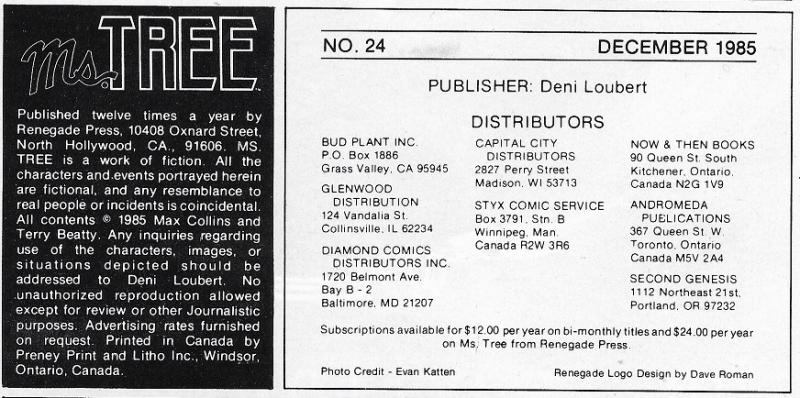 Ms. TREE™
Published twelve times a year by
Renegade Press, 10408 Oxnard Street,
North Hollywood, CA., 91606. MS.
TREE is a work of fiction. All the
characters and events portrayed herein
are fictional, and any resemblance to
real people or incidents is coincidental.
All contents © 1985 Max Collins and
Terry Beatty. Any inquiries regarding
use of the characters, images, or
situations depicted should be
addressed to Deni Loubert. No
unauthorized reproduction allowed
except for review or other Journalistic
purposes. Advertising rates furnished
on request. Printed in Canada by
Preney Print and Litho Inc., Windsor,
Ontario, Canada.
NO. 24 DECEMBER 1985
PUBLISHER: Deni Loubert
DISTRIBUTORS
BUD PLANT INC.
P.O. Box 1886
Grass Valley, CA 95945
GLENWOOD
DISTRIBUTION
124 Vandalia St.
Collinsville, IL 62234
DIAMOND COMICS
DISTRIBUTORS INC.
1720 Belmont Ave.
Bay B - 2
Baltimore, MD 21207
CAPITAL CITY
DISTRIBUTORS
2827 Perry Street
Madison, WI 53713
STYX COMIC SERVICE
Box 3791, Stn. B
Winnipeg, Man.
Canada R2W 3R6
NOW & THEN BOOKS
90 Queen St. South
Kitchener, Ontario,
Canada N2G 1V9
ANDROMEDA
PUBLICATIONS
367 Queen St. W.
Toronto, Ontario
Canada M5V 2A4
SECOND GENESIS
1112 Northeast 21st,
Portland, OR 97232
Subscriptions available for $12.00 per year on bi-monthly titles and $24.00 per year
on Ms. Tree from Renegade Press.
Photo Credit - Evan Katten Renegade Logo Design by Dave Roman